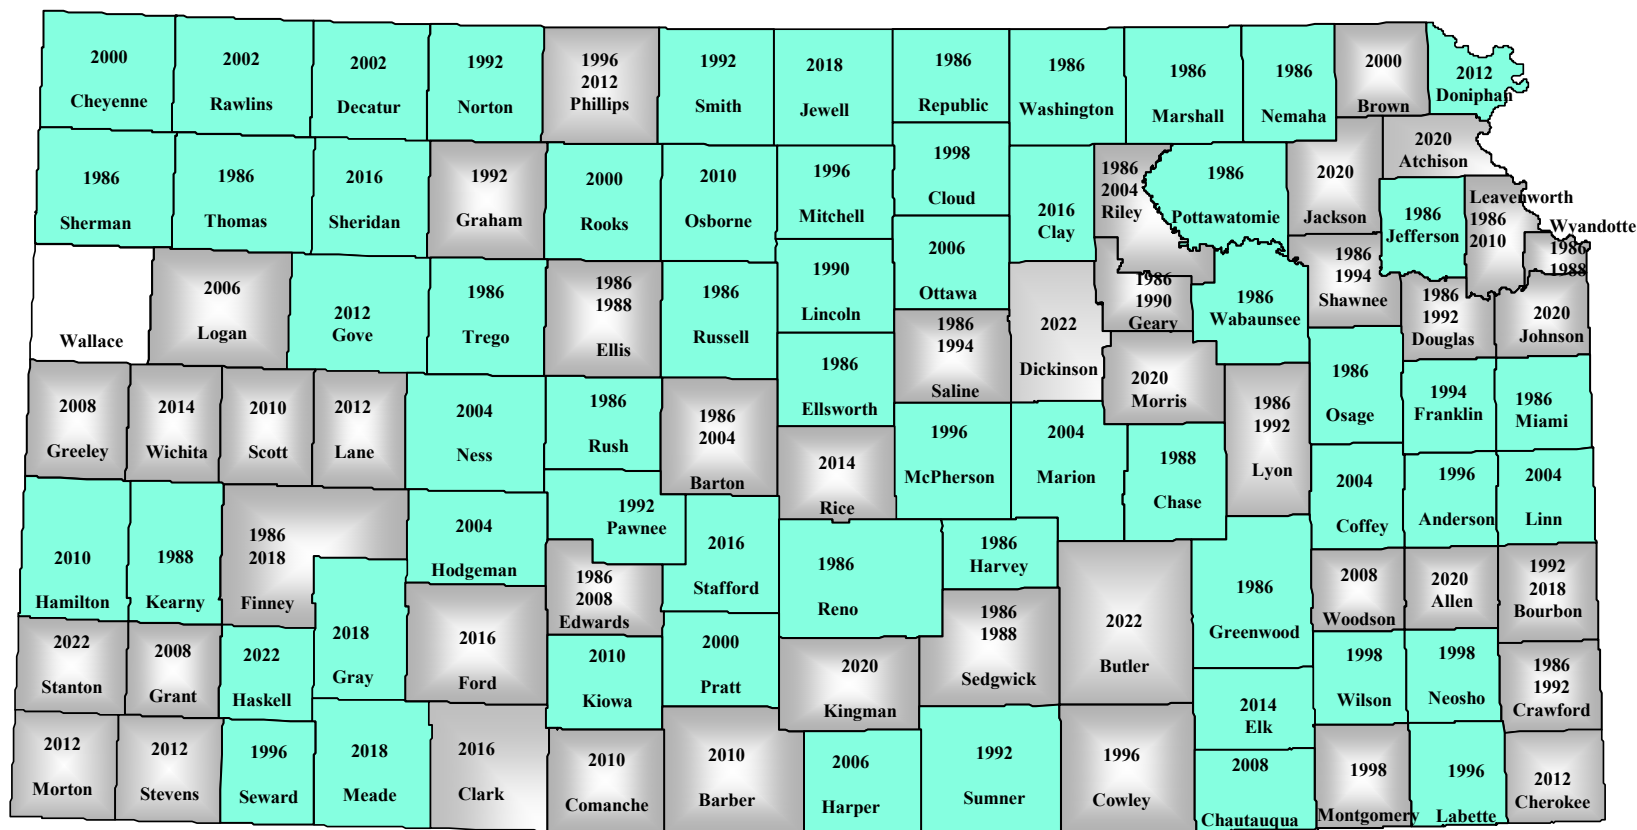 2000
Cheyenne
2002
Rawlins
2002
Decatur
1992
Norton
1996
2012
Phillips
1992
Smith
2018
Jewell
1986
Republic
1986
Washington
1986
Marshall
1986
Nemaha
2000
Brown
2012
Doniphan
1986
Sherman
1986
Thomas
2016
Sheridan
1992
Graham
2000
Rooks
2010
Osborne
1996
Mitchell
1998
Cloud
2016
Clay
1986
2004
Riley
1986
Pottawatomie
2020
Jackson
2020
Atchison
1986
Jefferson
Leavenworth
1986
2010
Wyandotte
1986
1988
Wallace
2006
Logan
2012
Gove
1986
Trego
1986
1988
Ellis
1986
Russell
1990
Lincoln
2006
Ottawa
1986
1994
Saline
2022
Dickinson
1986
1990
Geary
1986
Wabaunsee
1986
1994
Shawnee
1986
1992
Douglas
2020
Johnson
2008
Greeley
2014
Wichita
2010
Scott
2012
Lane
2004
Ness
1986
Rush
1986
2004
Barton
1986
Ellsworth
2014
Rice
1996
McPherson
2004
Marion
2020
Morris
1988
Chase
1986
1992
Lyon
1986
Osage
1994
Franklin
1986
Miami
2010
Hamilton
1988
Kearny
1986
2018
Finney
2004
Hodgeman
1992
Pawnee
1986
2008
Edwards
2016
Stafford
1986
Reno
1986
Harvey
2022
Butler
1986
Greenwood
2004
Coffey
1996
Anderson
2004
Linn
2008
Woodson
2020
Allen
1992
2018
Bourbon
2022
Stanton
2008
Grant
2022
Haskell
2018
Gray
2016
Ford
2010
Kiowa
2000
Pratt
2020
Kingman
1986
1988
Sedgwick
2014
Elk
1998
Wilson
1998
Neosho
1986
1992
Crawford
2012
Morton
2012
Stevens
1996
Seward
2018
Meade
2016
Clark
2010
Comanche
2010
Barber
2006
Harper
1992
Sumner
1996
Cowley
2008
Chautauqua
1998
Montgomery
1996
Labette
2012
Cherokee